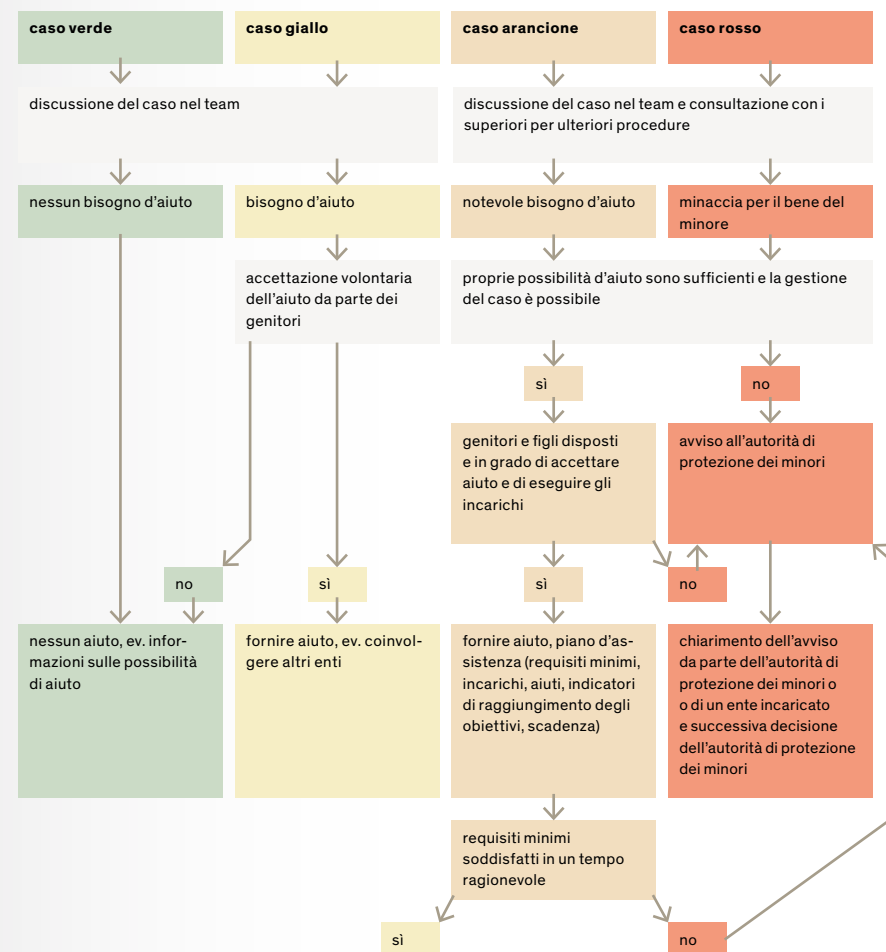 caso verde
caso giallo
caso arancione
caso rosso
discussione del caso nel team
discussione del caso nel team e consultazione con i
superiori per ulteriori procedure
nessun bisogno d'aiuto
bisogno d'aiuto
notevole bisogno d'aiuto
minaccia per il bene del
minore
accettazione volontaria
dell'aiuto da parte dei
genitori
proprie possibilità d'aiuto sono sufficienti e la gestione
del caso è possibile
sì
no
genitori e figli disposti
e in grado di accettare
aiuto e di eseguire gli
incarichi
avviso all'autorità di
protezione dei minori
no
sì
sì
no
nessun aiuto, ev. infor-
mazioni sulle possibilità
di aiuto
fornire aiuto, ev. coinvol-
gere altri enti
fornire aiuto, piano d'as-
sistenza (requisiti minimi,
incarichi, aiuti, indicatori
di raggiungimento degli
obiettivi, scadenza)
chiarimento dell'avviso
da parte dell'autorità di
protezione dei minori o
o di un ente incaricato
e successiva decisione
dell'autorità di protezione
dei minori
requisiti minimi
soddisfatti in un tempo
ragionevole
sì
no